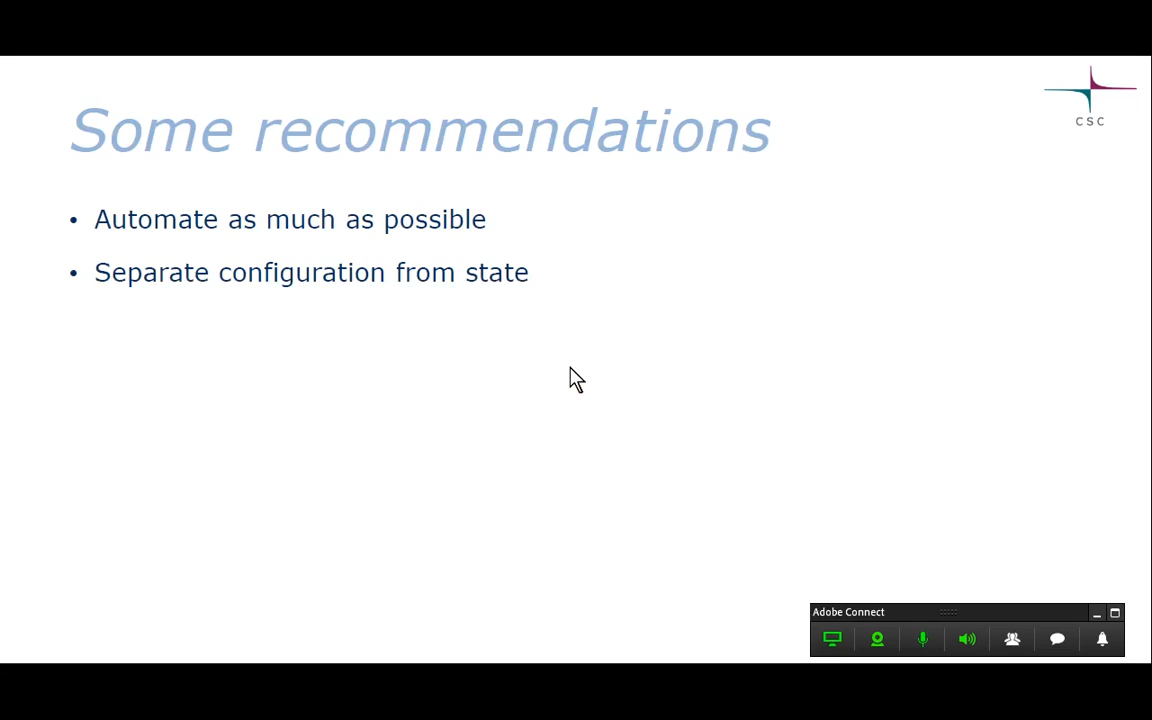 Some recommendations
CSC
• Automate as much as possible
• Separate configuration from state
Adobe Connect